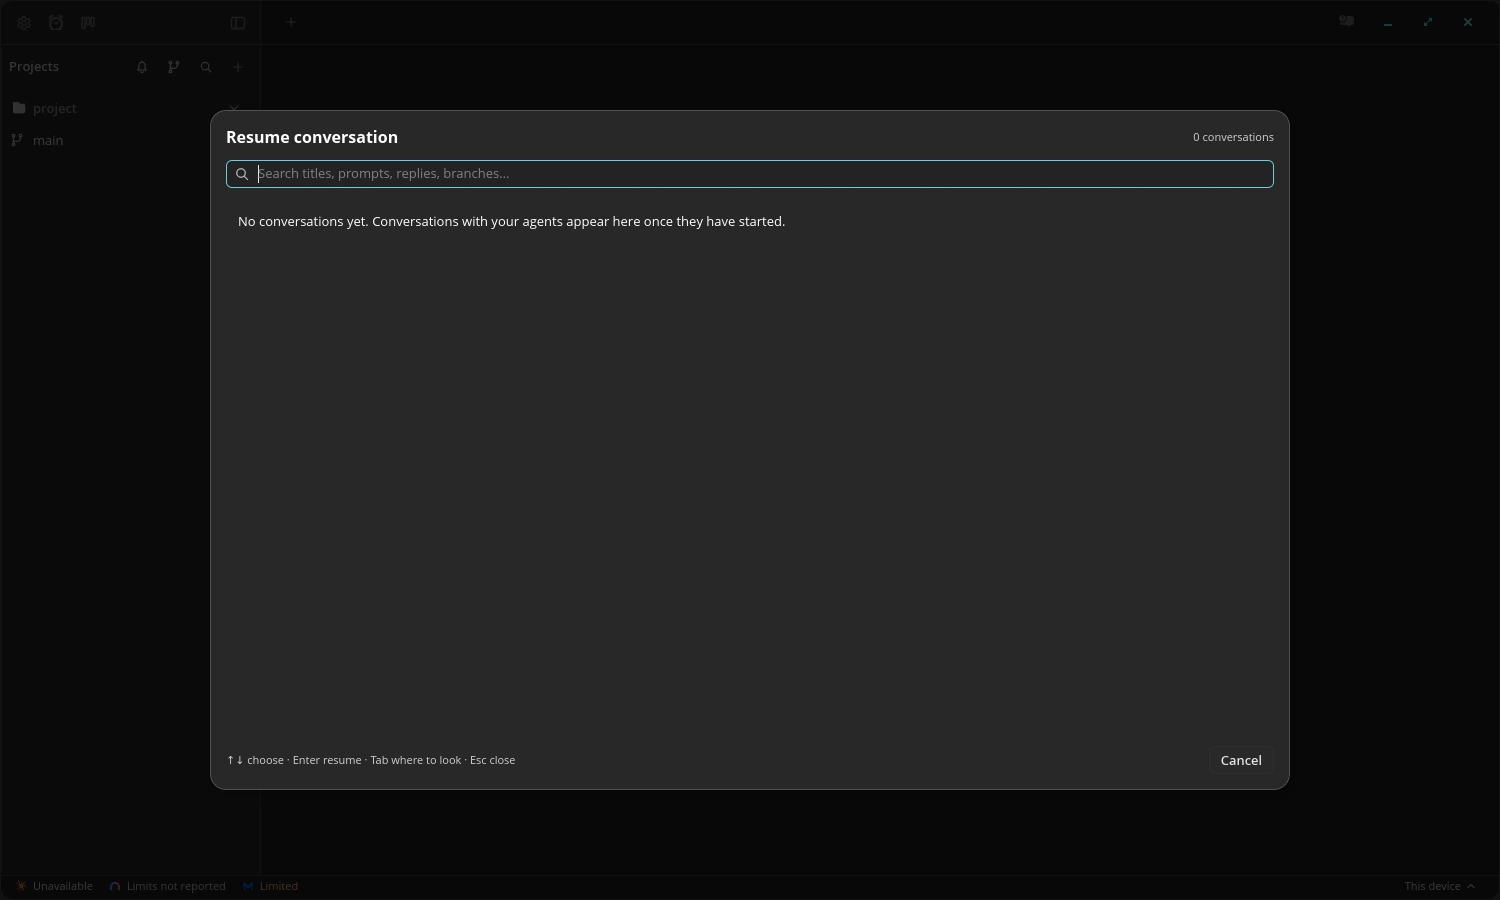 Projects
project
main
Resume conversation
0 conversations
Search titles, prompts, replies, branches...
No conversations yet. Conversations with your agents appear here once they have started.
↑↓ choose · Enter resume · Tab where to look · Esc close
Cancel
Unavailable
Limits not reported
Limited
This device